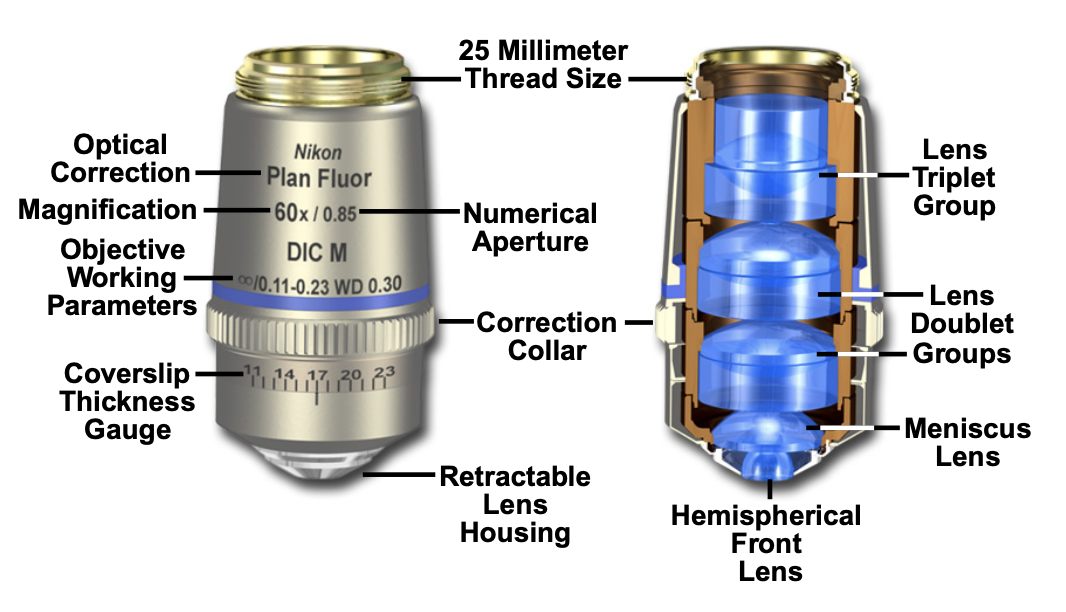 25 Millimeter
Thread Size
Optical
Correction
Magnification
Objective
Working
Parameters
Coverslip
Thickness
Gauge
Nikon
Plan Fluor
60x / 0.85
DIC M
∞/0.11-0.23 WD 0.30
11 14 17 20 23
Numerical
Aperture
Correction
Collar
Retractable
Lens
Housing
Lens
Triplet
Group
Lens
Doublet
Groups
Meniscus
Lens
Hemispherical
Front
Lens